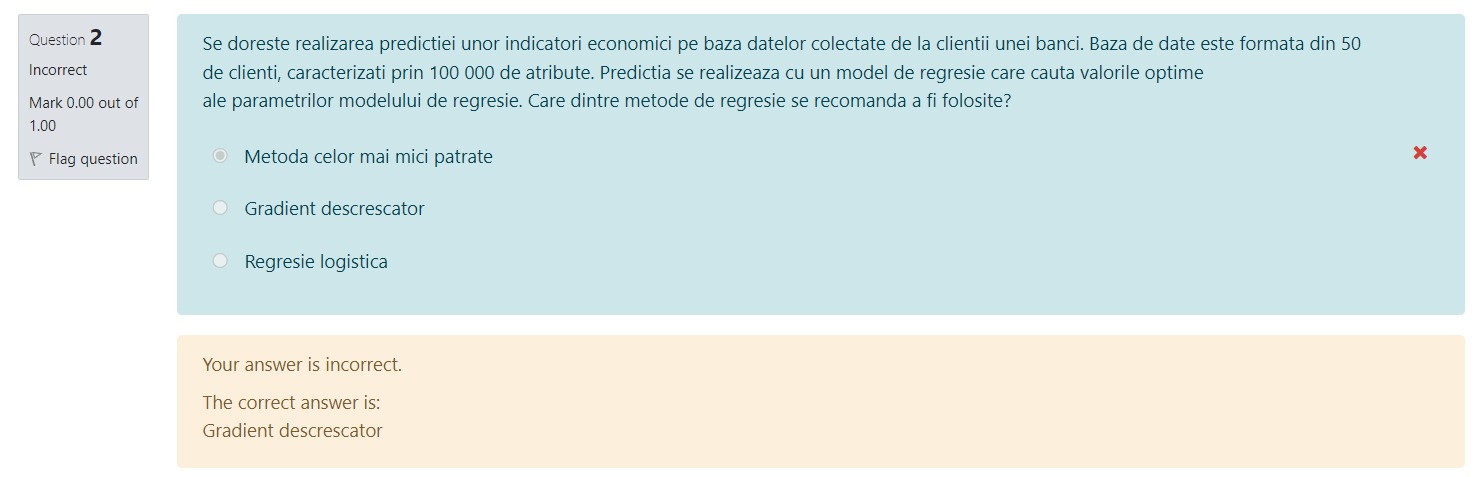 Question 2
Incorrect
Mark 0.00 out of
1.00
Flag question
Se doreste realizarea predictiei unor indicatori economici pe baza datelor colectate de la clientii unei banci. Baza de date este formata din 50
de clienti, caracterizati prin 100 000 de atribute. Predictia se realizeaza cu un model de regresie care cauta valorile optime
ale parametrilor modelului de regresie. Care dintre metode de regresie se recomanda a fi folosite?
Metoda celor mai mici patrate
Gradient descrescator
Regresie logistica
Your answer is incorrect.
The correct answer is:
Gradient descrescator